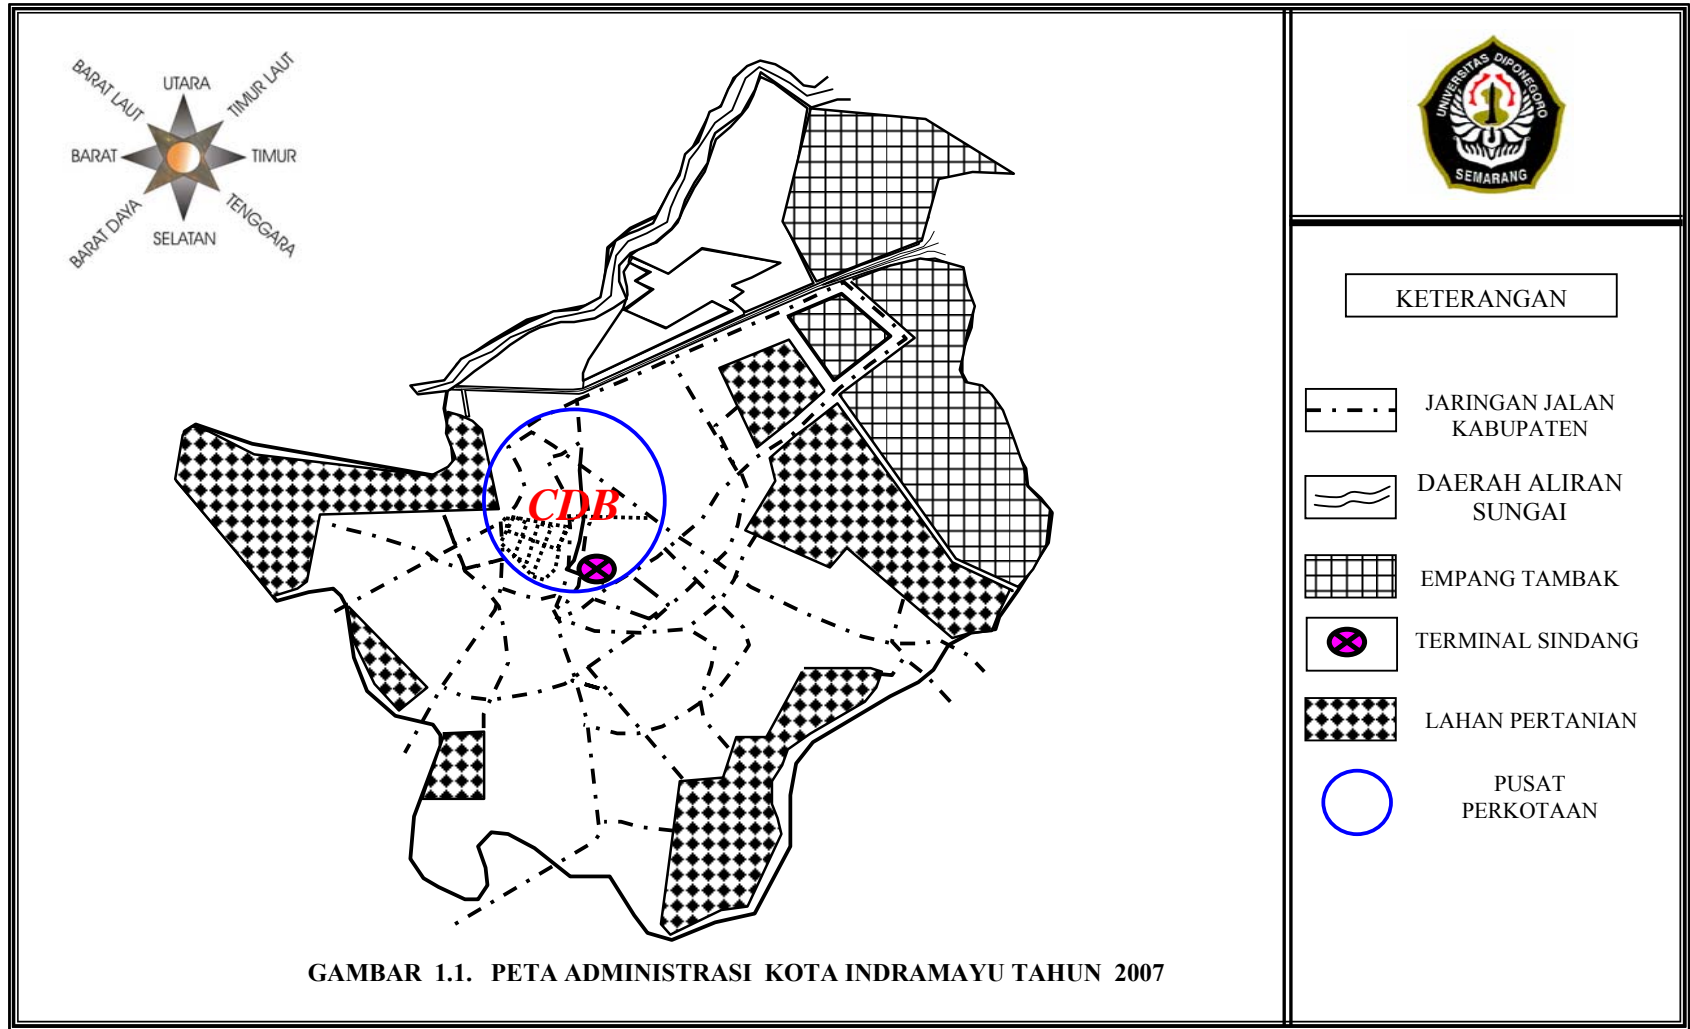 BARAT LAUT
UTARA
TIMUR LAUT
BARAT
TIMUR
BARAT DAYA
SELATAN
TENGGARA
CDB
GAMBAR 1.1. PETA ADMINISTRASI KOTA INDRAMAYU TAHUN 2007
UNIVERSITAS DIPONEGORO
SEMARANG
KETERANGAN
JARINGAN JALAN
KABUPATEN
DAERAH ALIRAN
SUNGAI
EMPANG TAMBAK
TERMINAL SINDANG
LAHAN PERTANIAN
PUSAT
PERKOTAAN